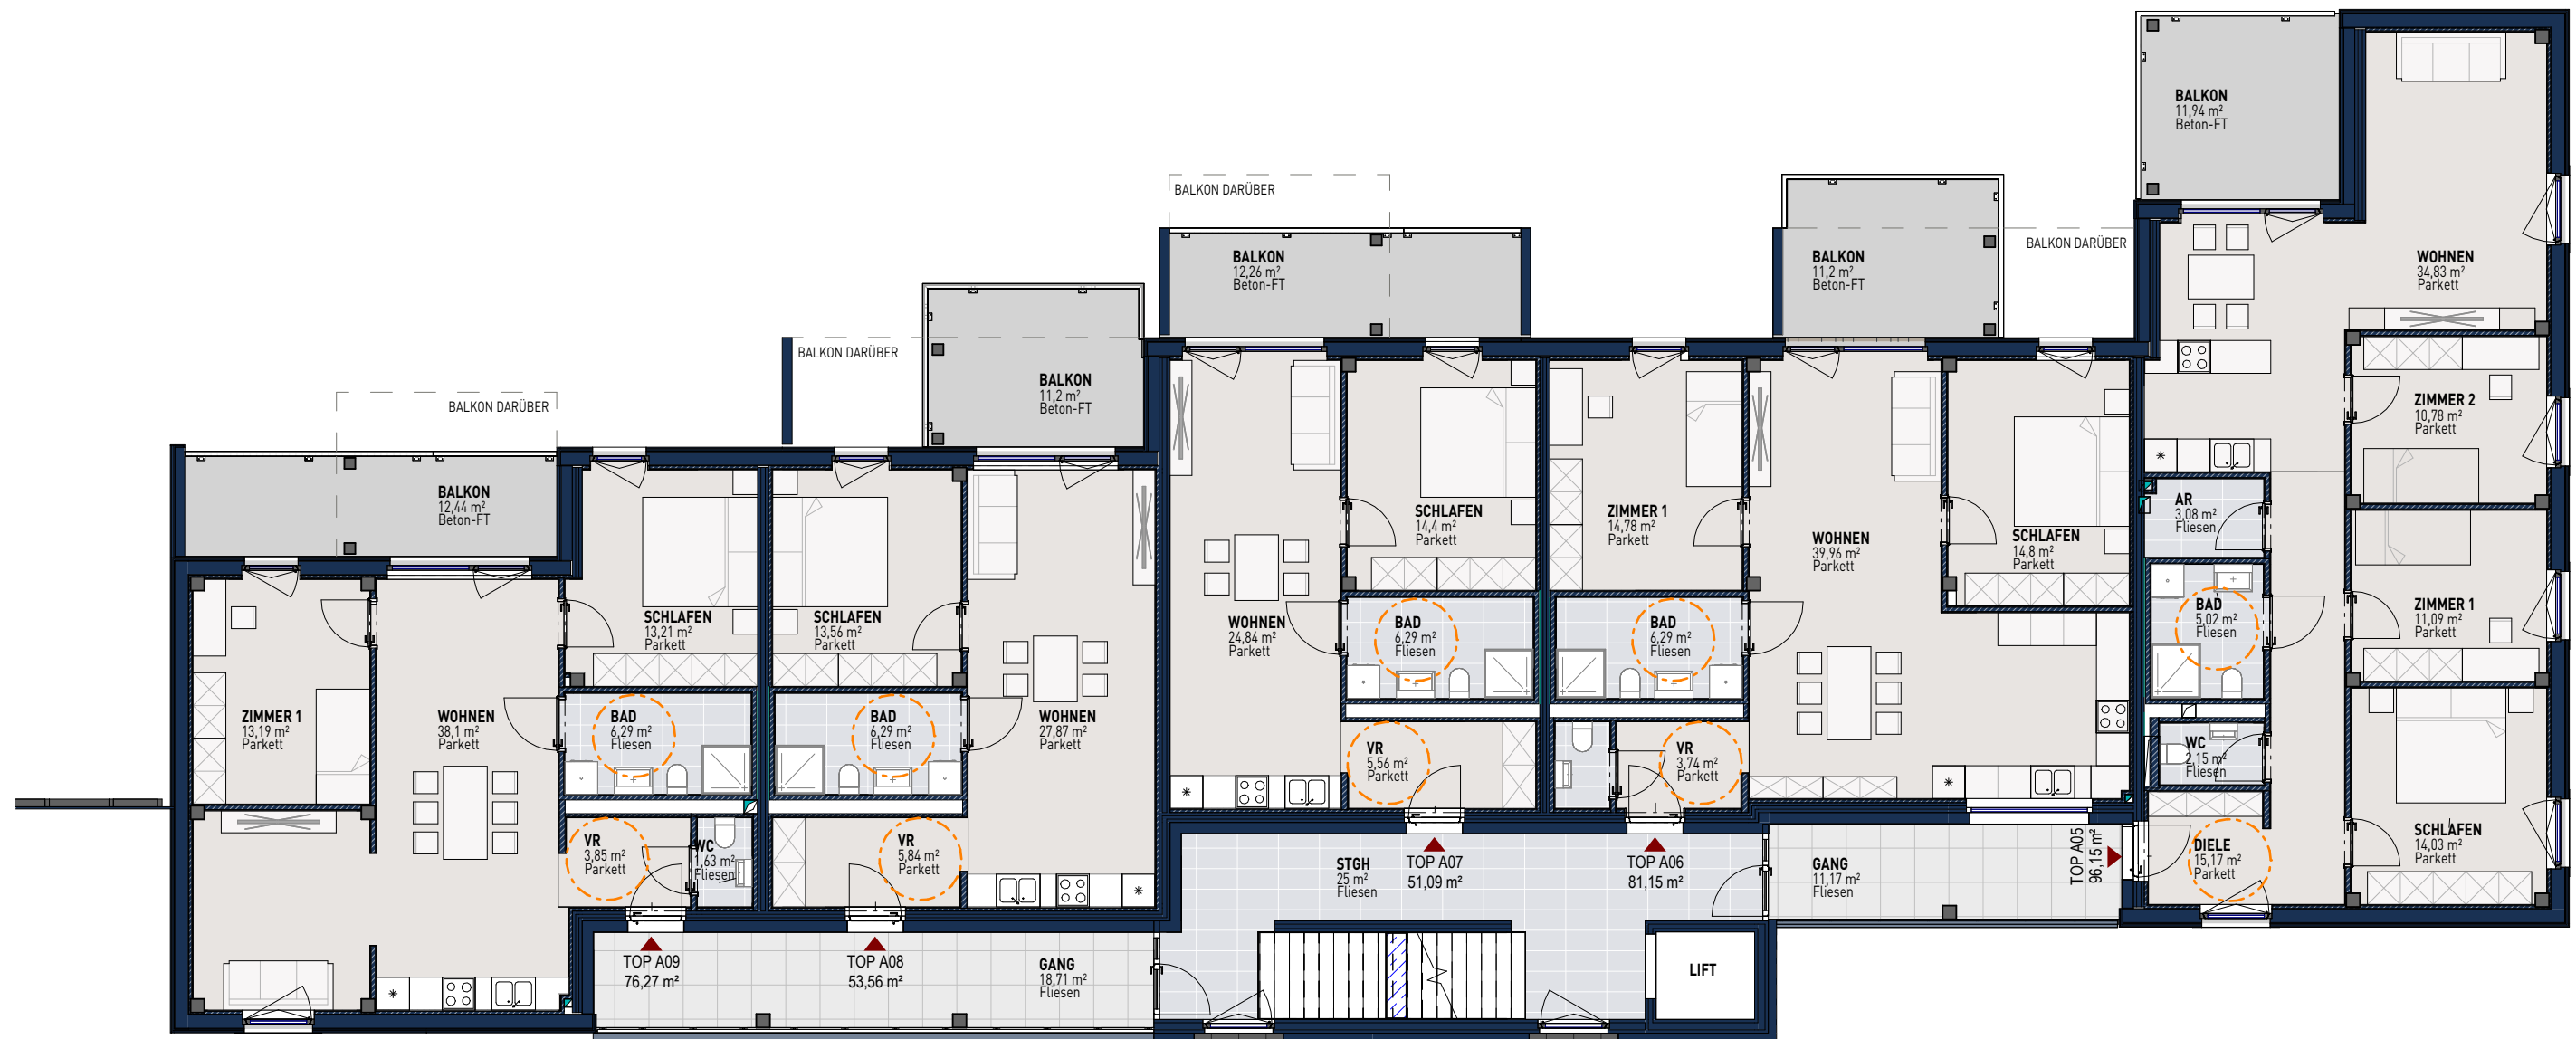 BALKON
11,94 m²
Beton-FT
BALKON DARÜBER
BALKON
12,26 m²
Beton-FT
BALKON
11,2 m²
Beton-FT
BALKON DARÜBER
WOHNEN
34,83 m²
Parkett
BALKON DARÜBER
BALKON
11,2 m²
Beton-FT
BALKON DARÜBER
BALKON
12,44 m²
Beton-FT
ZIMMER 2
10,78 m²
Parkett
AR
3,08 m²
Fliesen
SCHLAFEN
14,4 m²
Parkett
ZIMMER 1
14,78 m²
Parkett
WOHNEN
39,96 m²
Parkett
SCHLAFEN
14,8 m²
Parkett
SCHLAFEN
13,21 m²
Parkett
SCHLAFEN
13,56 m²
Parkett
WOHNEN
24,84 m²
Parkett
BAD
6,29 m²
Fliesen
BAD
6,29 m²
Fliesen
BAD
5,02 m²
Fliesen
ZIMMER 1
11,09 m²
Parkett
ZIMMER 1
13,19 m²
Parkett
WOHNEN
38,1 m²
Parkett
BAD
6,29 m²
Fliesen
BAD
6,29 m²
Fliesen
WOHNEN
27,87 m²
Parkett
VR
5,56 m²
Parkett
VR
3,74 m²
Parkett
WC
2,15 m²
Fliesen
VR
3,85 m²
Parkett
WC
1,63 m²
Fliesen
VR
5,84 m²
Parkett
STGH
25 m²
Fliesen
TOP A07
51,09 m²
TOP A06
81,15 m²
GANG
11,17 m²
Fliesen
TOP A05
96,15 m²
DIELE
15,17 m²
Parkett
SCHLAFEN
14,03 m²
Parkett
TOP A09
76,27 m²
TOP A08
53,56 m²
GANG
18,71 m²
Fliesen
LIFT